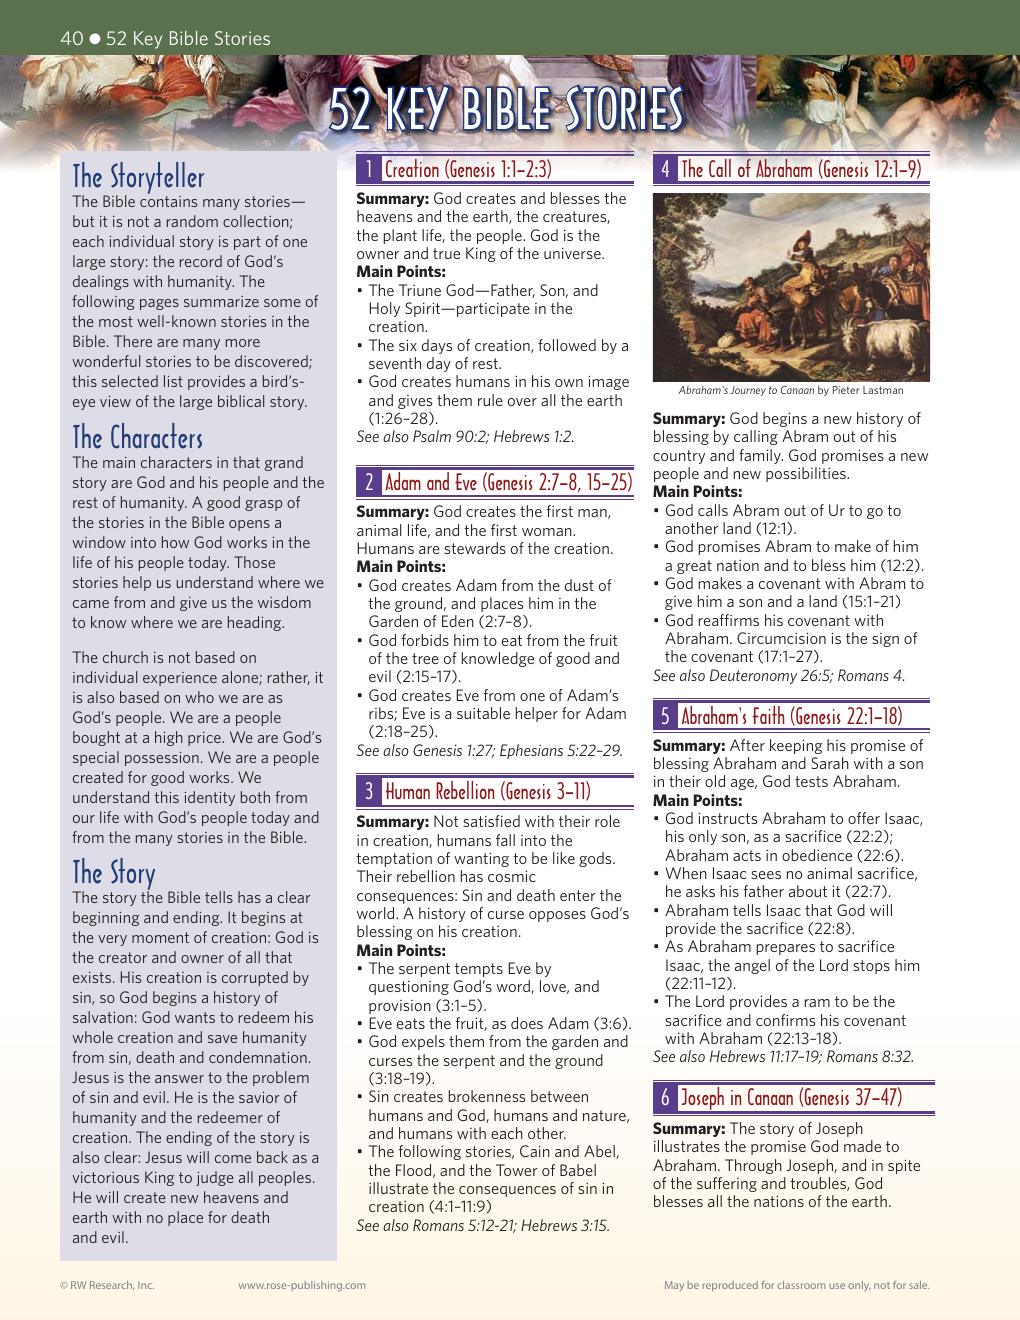 40 ● 52 Key Bible Stories
52 KEY BIBLE STORIES
The Storyteller
The Bible contains many stories—
but it is not a random collection;
each individual story is part of one
large story: the record of God's
dealings with humanity. The
following pages summarize some of
the most well-known stories in the
Bible. There are many more
wonderful stories to be discovered;
this selected list provides a bird's-
eye view of the large biblical story.
The Characters
The main characters in that grand
story are God and his people and the
rest of humanity. A good grasp of
the stories in the Bible opens a
window into how God works in the
life of his people today. Those
stories help us understand where we
came from and give us the wisdom
to know where we are heading.
The church is not based on
individual experience alone; rather, it
is also based on who we are as
God's people. We are a people
bought at a high price. We are God's
special possession. We are a people
created for good works. We
understand this identity both from
our life with God's people today and
from the many stories in the Bible.
The Story
The story the Bible tells has a clear
beginning and ending. It begins at
the very moment of creation: God is
the creator and owner of all that
exists. His creation is corrupted by
sin, so God begins a history of
salvation: God wants to redeem his
whole creation and save humanity
from sin, death and condemnation.
Jesus is the answer to the problem
of sin and evil. He is the savior of
humanity and the redeemer of
creation. The ending of the story is
also clear: Jesus will come back as a
victorious King to judge all peoples.
He will create new heavens and
earth with no place for death
and evil.
1 Creation (Genesis 1:1–2:3)
Summary: God creates and blesses the
heavens and the earth, the creatures,
the plant life, the people. God is the
owner and true King of the universe.
Main Points:
• The Triune God—Father, Son, and
Holy Spirit—participate in the
creation.
• The six days of creation, followed by a
seventh day of rest.
• God creates humans in his own image
and gives them rule over all the earth
(1:26–28).
See also Psalm 90:2; Hebrews 1:2.
2 Adam and Eve (Genesis 2:7–8, 15–25)
Summary: God creates the first man,
animal life, and the first woman.
Humans are stewards of the creation.
Main Points:
• God creates Adam from the dust of
the ground, and places him in the
Garden of Eden (2:7–8).
• God forbids him to eat from the fruit
of the tree of knowledge of good and
evil (2:15–17).
• God creates Eve from one of Adam's
ribs; Eve is a suitable helper for Adam
(2:18–25).
See also Genesis 1:27; Ephesians 5:22–29.
3 Human Rebellion (Genesis 3–11)
Summary: Not satisfied with their role
in creation, humans fall into the
temptation of wanting to be like gods.
Their rebellion has cosmic
consequences: Sin and death enter the
world. A history of curse opposes God's
blessing on his creation.
Main Points:
• The serpent tempts Eve by
questioning God's word, love, and
provision (3:1–5).
• Eve eats the fruit, as does Adam (3:6).
• God expels them from the garden and
curses the serpent and the ground
(3:18–19).
• Sin creates brokenness between
humans and God, humans and nature,
and humans with each other.
• The following stories, Cain and Abel,
the Flood, and the Tower of Babel
illustrate the consequences of sin in
creation (4:1–11:9)
See also Romans 5:12-21; Hebrews 3:15.
4 The Call of Abraham (Genesis 12:1–9)
Abraham's Journey to Canaan by Pieter Lastman
Summary: God begins a new history of
blessing by calling Abram out of his
country and family. God promises a new
people and new possibilities.
Main Points:
• God calls Abram out of Ur to go to
another land (12:1).
• God promises Abram to make of him
a great nation and to bless him (12:2).
• God makes a covenant with Abram to
give him a son and a land (15:1–21)
• God reaffirms his covenant with
Abraham. Circumcision is the sign of
the covenant (17:1–27).
See also Deuteronomy 26:5; Romans 4.
5 Abraham's Faith (Genesis 22:1–18)
Summary: After keeping his promise of
blessing Abraham and Sarah with a son
in their old age, God tests Abraham.
Main Points:
• God instructs Abraham to offer Isaac,
his only son, as a sacrifice (22:2);
Abraham acts in obedience (22:6).
• When Isaac sees no animal sacrifice,
he asks his father about it (22:7).
• Abraham tells Isaac that God will
provide the sacrifice (22:8).
• As Abraham prepares to sacrifice
Isaac, the angel of the Lord stops him
(22:11–12).
• The Lord provides a ram to be the
sacrifice and confirms his covenant
with Abraham (22:13–18).
See also Hebrews 11:17–19; Romans 8:32.
6 Joseph in Canaan (Genesis 37–47)
Summary: The story of Joseph
illustrates the promise God made to
Abraham. Through Joseph, and in spite
of the suffering and troubles, God
blesses all the nations of the earth.
© RW Research, Inc. www.rose-publishing.com May be reproduced for classroom use only, not for sale.